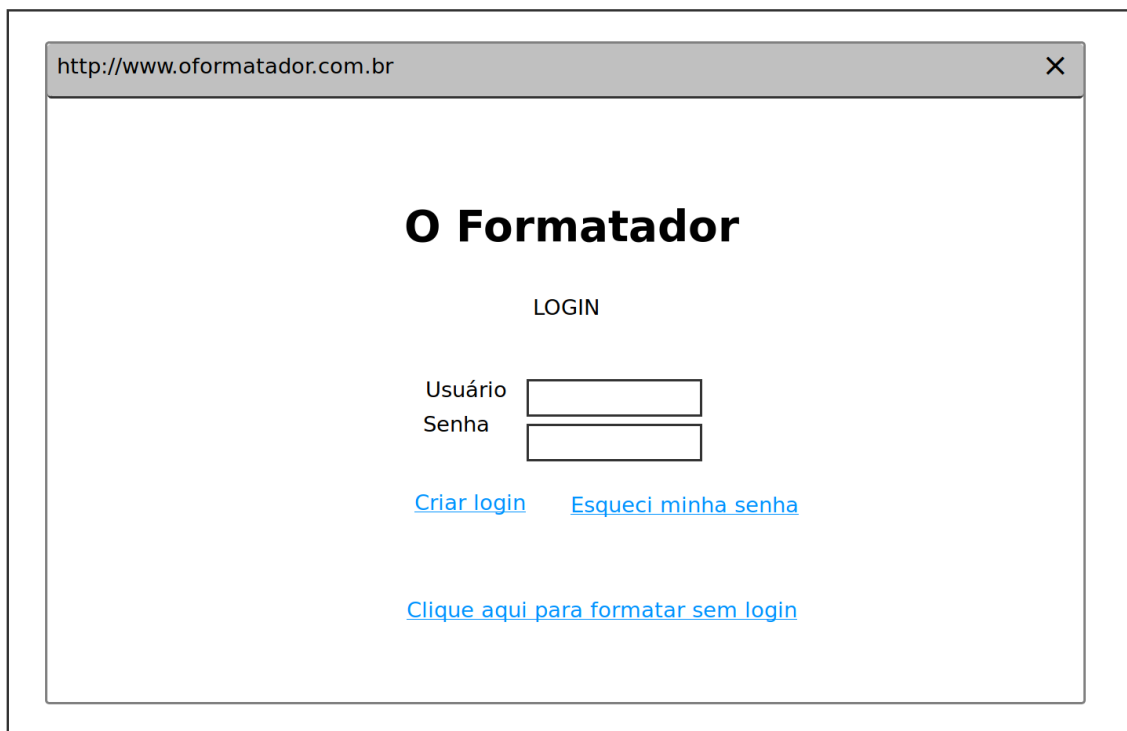 http://www.oformatador.com.br
O Formatador
LOGIN
Usuário
Senha
Criar login Esqueci minha senha
Clique aqui para formatar sem login